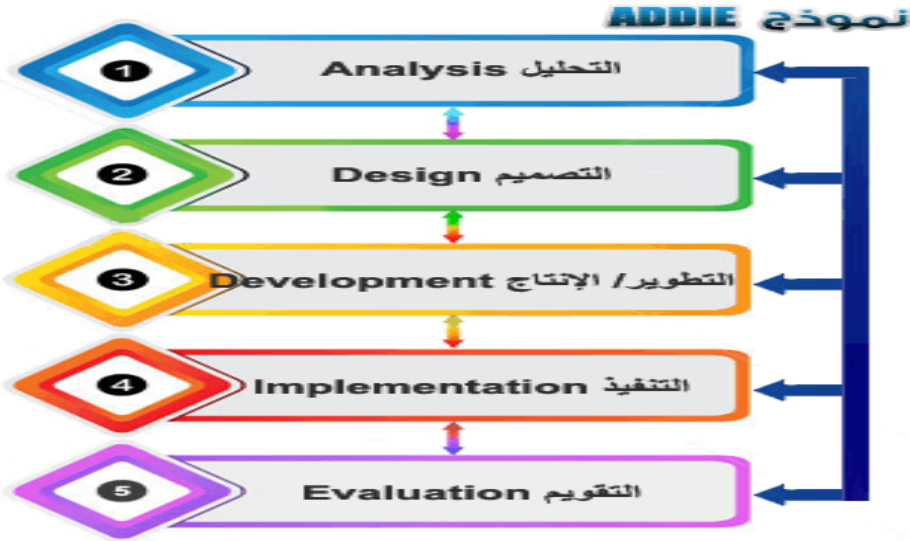 نموذج ADDIE
1
التحليل Analysis
2
التصميم Design
3
التطوير/ الإنتاج Development
4
التنفيذ Implementation
5
التقويم Evaluation